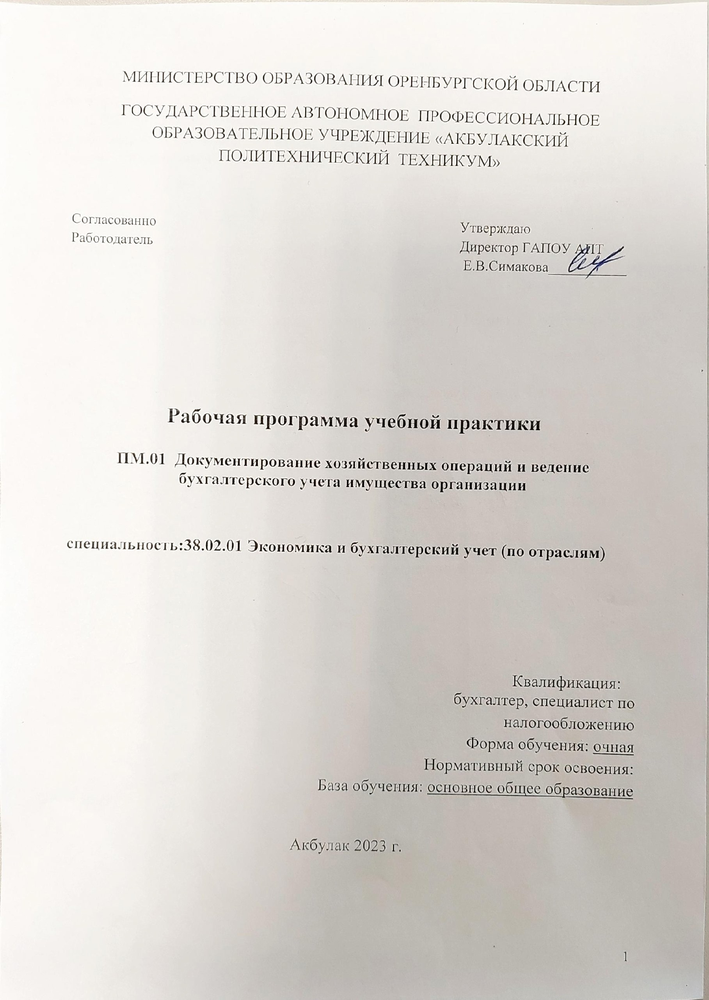 МИНИСТЕРСТВО ОБРАЗОВАНИЯ ОРЕНБУРГСКОЙ ОБЛАСТИ
ГОСУДАРСТВЕННОЕ АВТОНОМНОЕ ПРОФЕССИОНАЛЬНОЕ
ОБРАЗОВАТЕЛЬНОЕ УЧРЕЖДЕНИЕ «АКБУЛАКСКИЙ
ПОЛИТЕХНИЧЕСКИЙ ТЕХНИКУМ»
Согласованно
Работодатель
Утверждаю
Директор ГАПОУ АПТ
Е.В.Симакова
Рабочая программа учебной практики
ПМ.01 Документирование хозяйственных операций и ведение
бухгалтерского учета имущества организации
специальность:38.02.01 Экономика и бухгалтерский учет (по отраслям)
Квалификация:
бухгалтер, специалист по
налогообложению
Форма обучения: очная
Нормативный срок освоения:
База обучения: основное общее образование
Акбулак 2023 г.
1